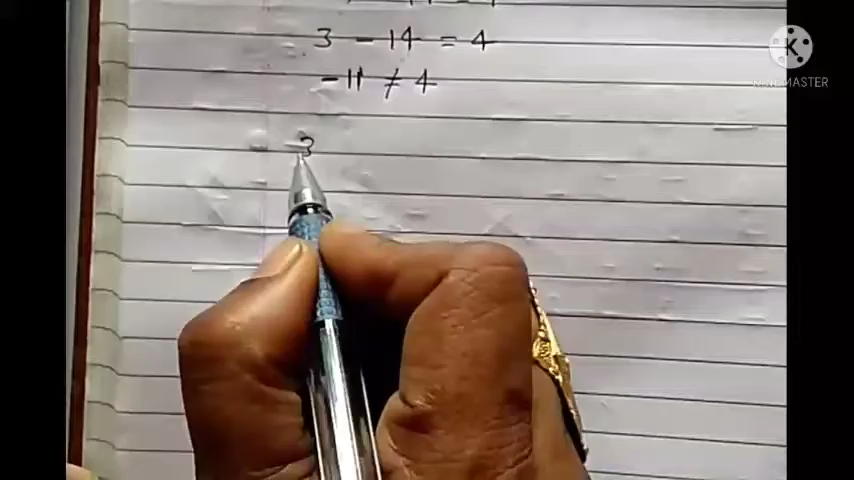 3 - 14 = 4
-11 ≠ 4
3
K